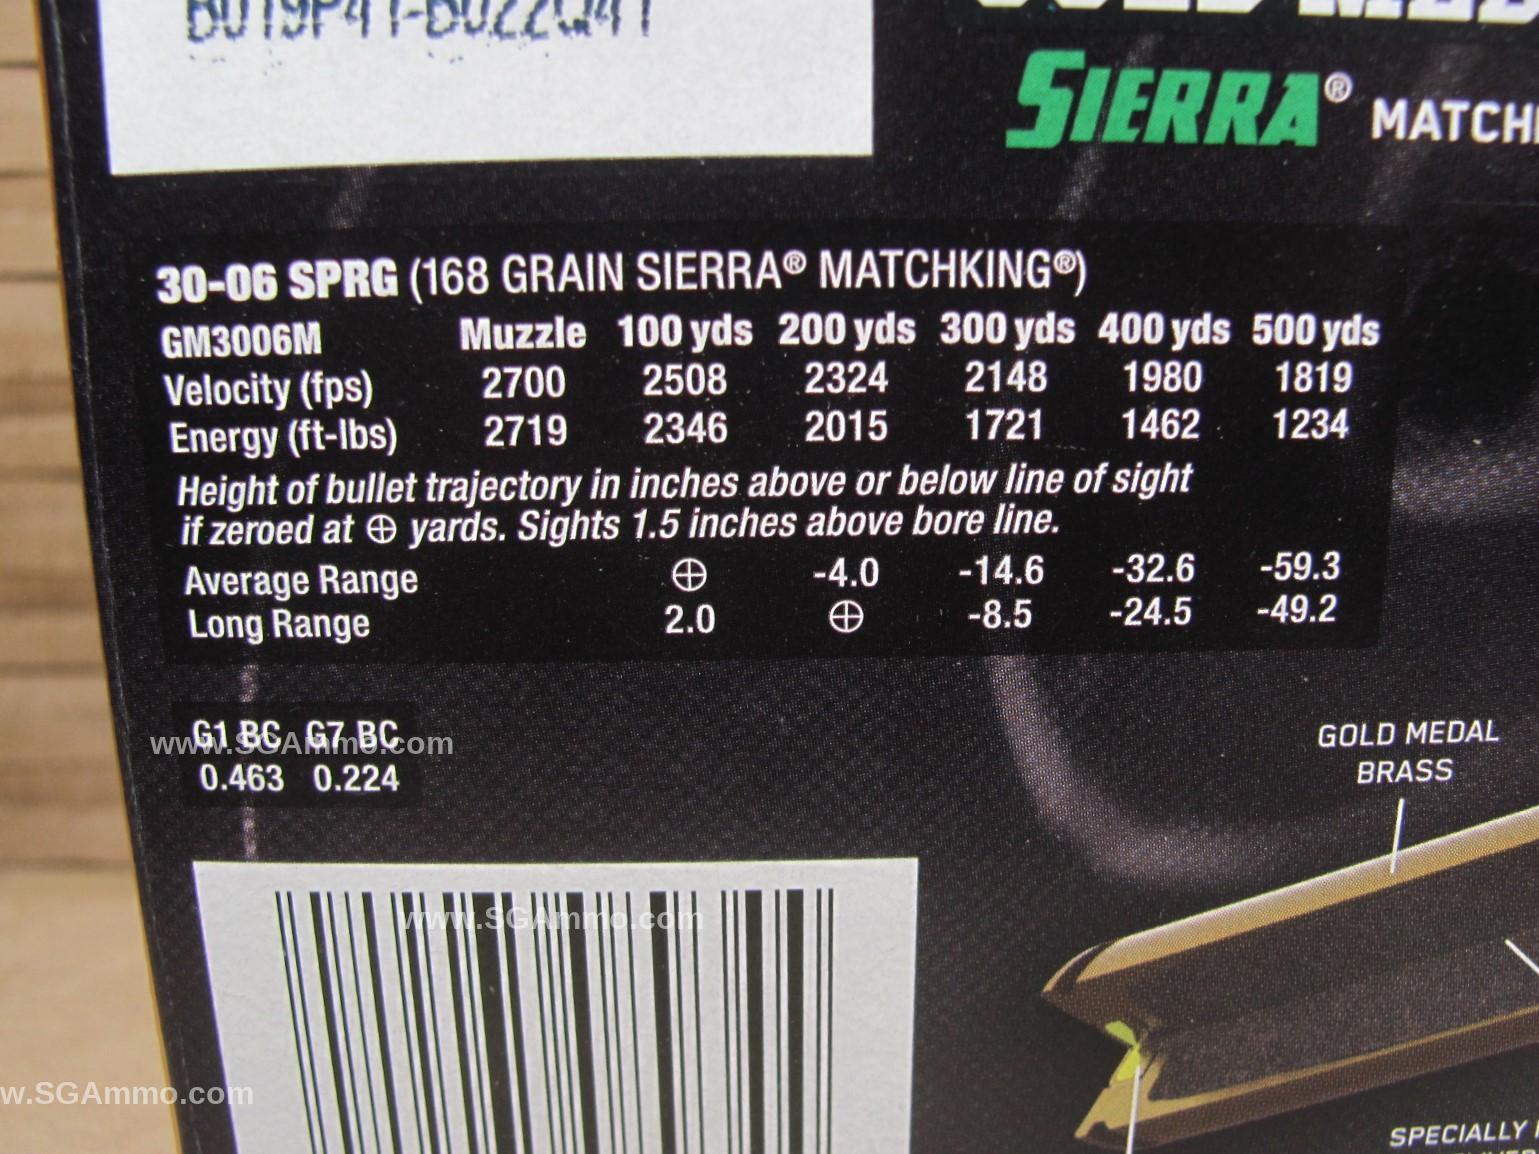 SIERRA® MATCH
30-06 SPRG (168 GRAIN SIERRA® MATCHKING®)
GM3006M Muzzle 100 yds 200 yds 300 yds 400 yds 500 yds
Velocity (fps) 2700 2508 2324 2148 1980 1819
Energy (ft-lbs) 2719 2346 2015 1721 1462 1234
Height of bullet trajectory in inches above or below line of sight
if zeroed at ⊕ yards. Sights 1.5 inches above bore line.
Average Range ⊕ -4.0 -14.6 -32.6 -59.3
Long Range 2.0 ⊕ -8.5 -24.5 -49.2
G1 BC G7 BC
www.SGAmmo.com
0.463 0.224
GOLD MEDAL
BRASS
www.SGAmmo.com
w.SGAmmo.com
SPECIALLY